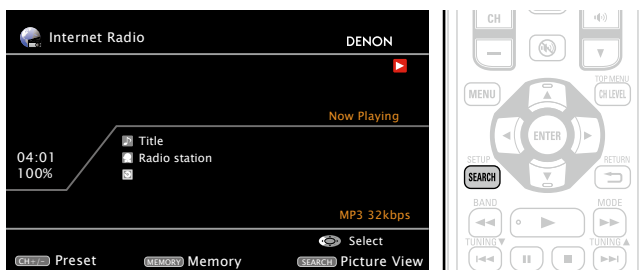 Internet Radio
DENON
Now Playing
Title
04:01
Radio station
100%
MP3 32kbps
Select
CH+/− Preset
MEMORY Memory
SEARCH Picture View
CH
TOP MENU
MENU
CH LEVEL
ENTER
SETUP
RETURN
SEARCH
BAND
MODE
TUNING
TUNING